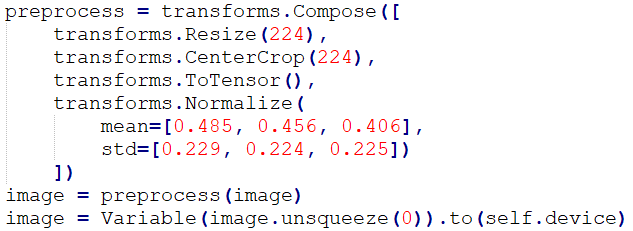 preprocess = transforms.Compose([
    transforms.Resize(224),
    transforms.CenterCrop(224),
    transforms.ToTensor(),
    transforms.Normalize(
        mean=[0.485, 0.456, 0.406],
        std=[0.229, 0.224, 0.225])
    ])
image = preprocess(image)
image = Variable(image.unsqueeze(0)).to(self.device)